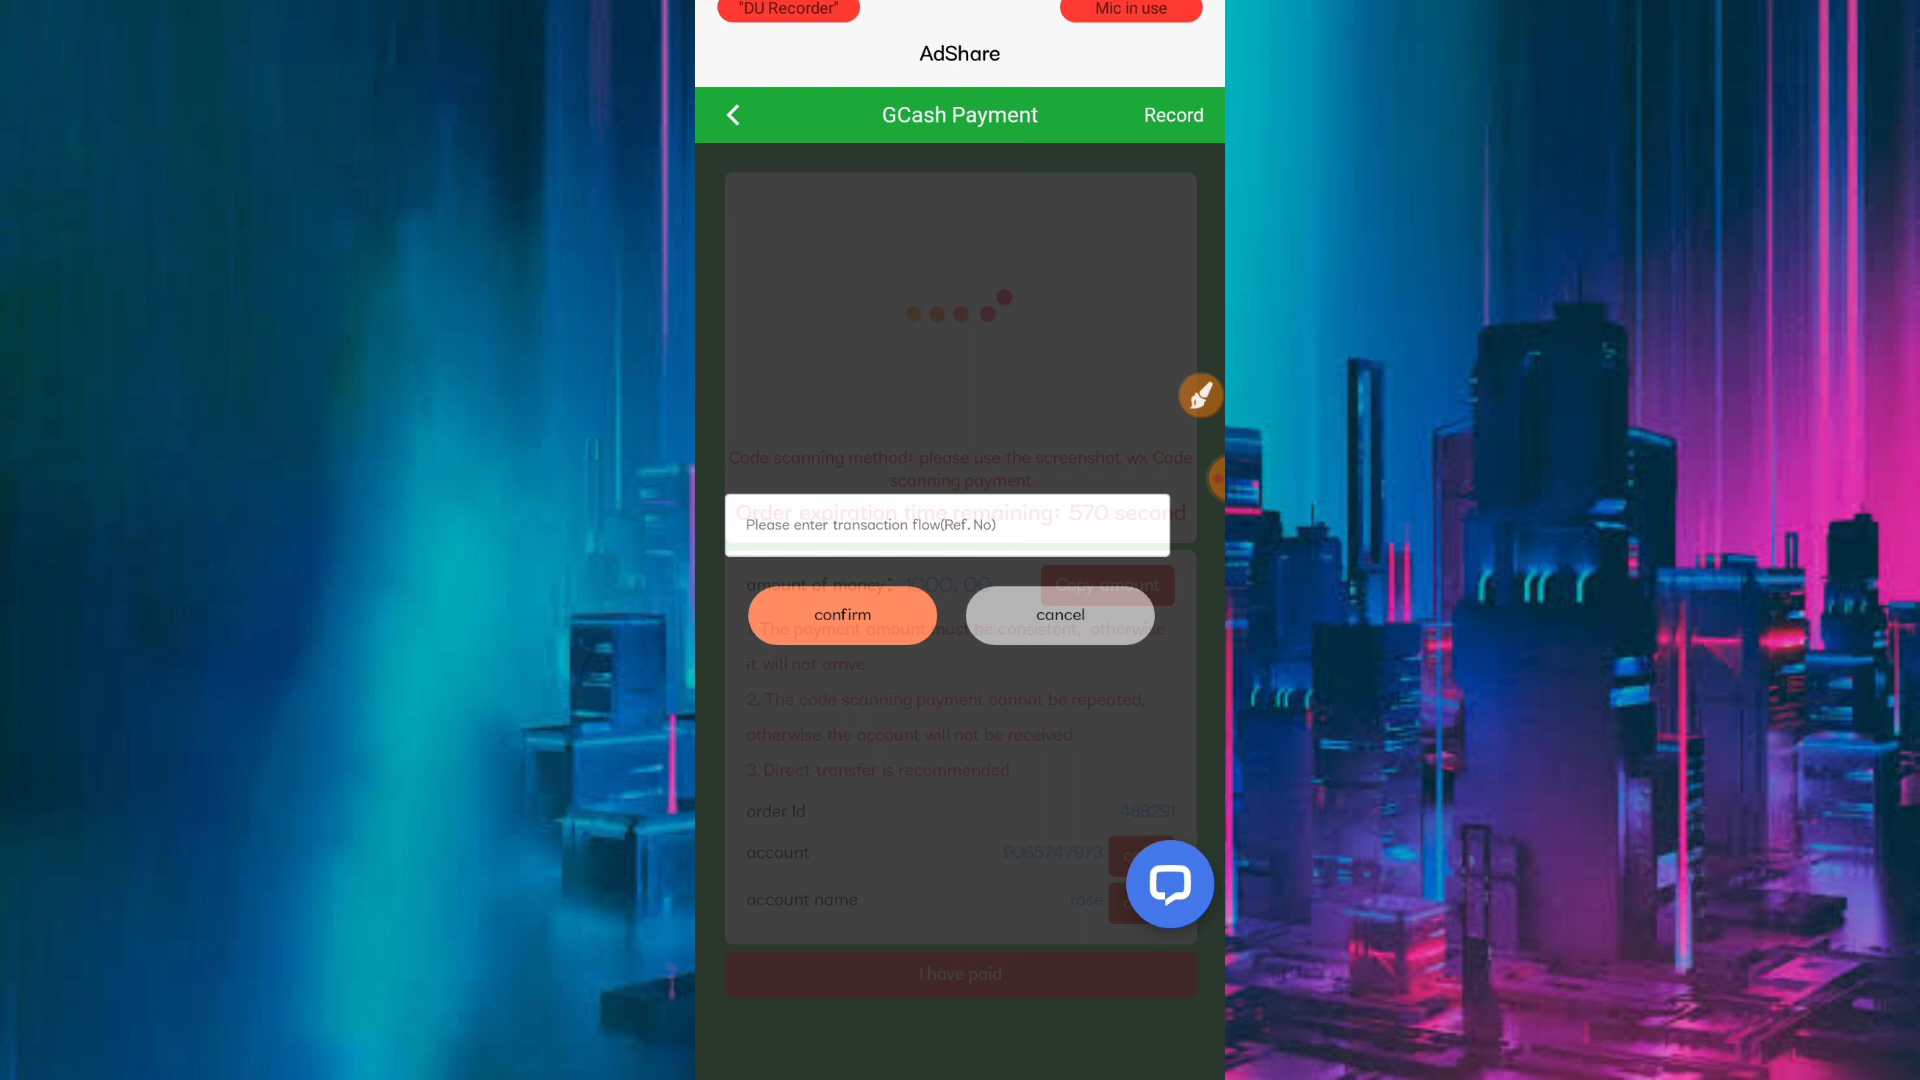 "DU Recorder"
Mic in use
AdShare
GCash Payment
Record
Code scanning method: please use the screenshot wx Code
scanning payment
Order expiration time remaining: 570 second
Please enter transaction flow(Ref. No)
amount of money: 1000. 00
Copy amount
confirm
cancel
1. The payment amount must be consistent, otherwise
it will not arrive
2. The code scanning payment cannot be repeated,
otherwise the account will not be received
3. Direct transfer is recommended
order Id
488291
account
9065747973
account name
rose
I have paid